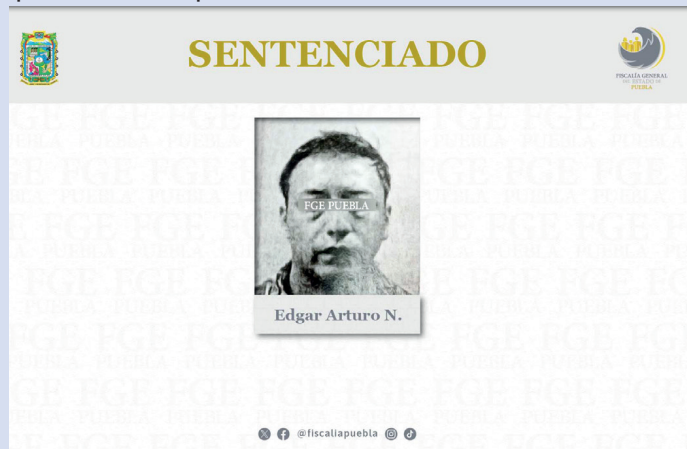 SENTENCIADO
FISCALÍA GENERAL
DEL ESTADO DE
PUEBLA
FGE PUEBLA
Edgar Arturo N.
@fiscaliapuebla